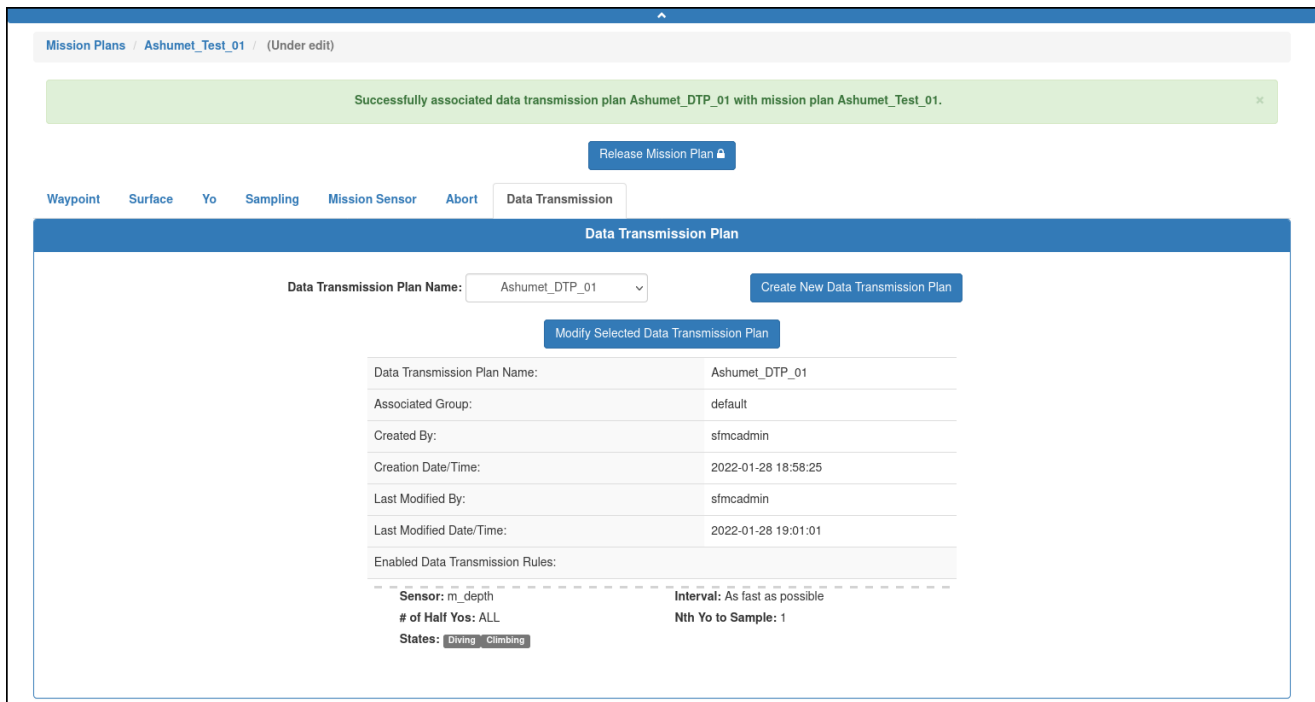 Mission Plans / Ashumet_Test_01 / (Under edit)
Successfully associated data transmission plan Ashumet_DTP_01 with mission plan Ashumet_Test_01. ×
Release Mission Plan
Waypoint Surface Yo Sampling Mission Sensor Abort Data Transmission
Data Transmission Plan
Data Transmission Plan Name: Ashumet_DTP_01 Create New Data Transmission Plan
Modify Selected Data Transmission Plan
Data Transmission Plan Name: Ashumet_DTP_01
Associated Group: default
Created By: sfmcadmin
Creation Date/Time: 2022-01-28 18:58:25
Last Modified By: sfmcadmin
Last Modified Date/Time: 2022-01-28 19:01:01
Enabled Data Transmission Rules:
Sensor: m_depth Interval: As fast as possible
# of Half Yos: ALL Nth Yo to Sample: 1
States: Diving Climbing